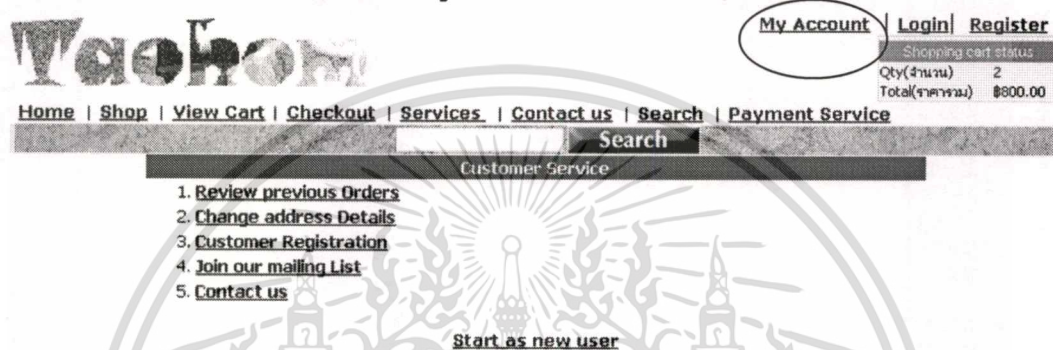 Taehom
My Account | Login | Register
Shopping cart status
Qty(จำนวน) 2
Total(ราคารวม) ฿800.00
Home | Shop | View Cart | Checkout | Services | Contact us | Search | Payment Service
Search
Customer Service
1. Review previous Orders
2. Change address Details
3. Customer Registration
4. Join our mailing List
5. Contact us
Start as new user